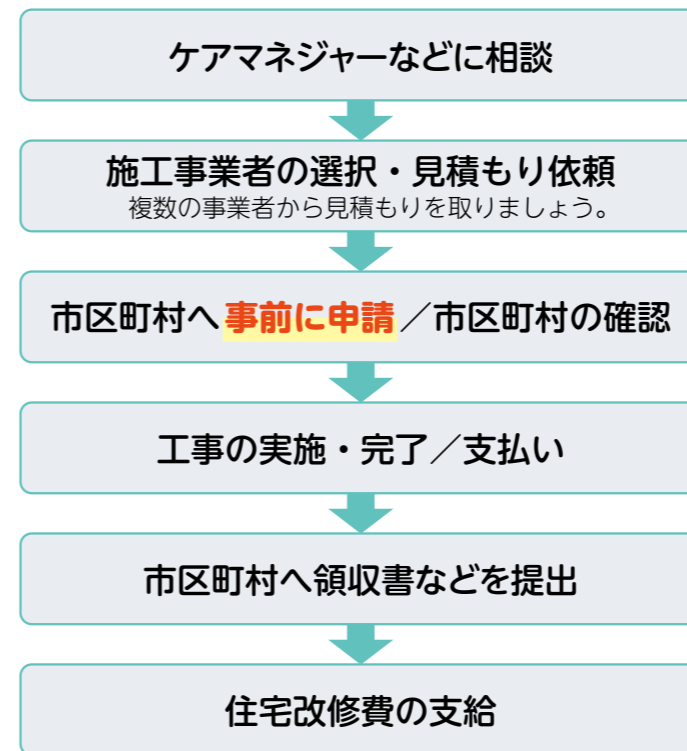 ケアマネジャーなどに相談
施工事業者の選択・見積もり依頼
複数の事業者から見積もりを取りましょう。
市区町村へ事前に申請／市区町村の確認
工事の実施・完了／支払い
市区町村へ領収書などを提出
住宅改修費の支給